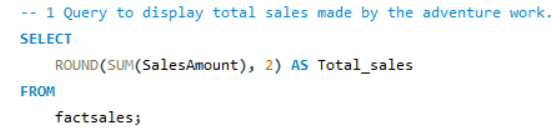 -- 1 Query to display total sales made by the adventure work.
SELECT
ROUND(SUM(SalesAmount), 2) AS Total_sales
FROM
factsales;